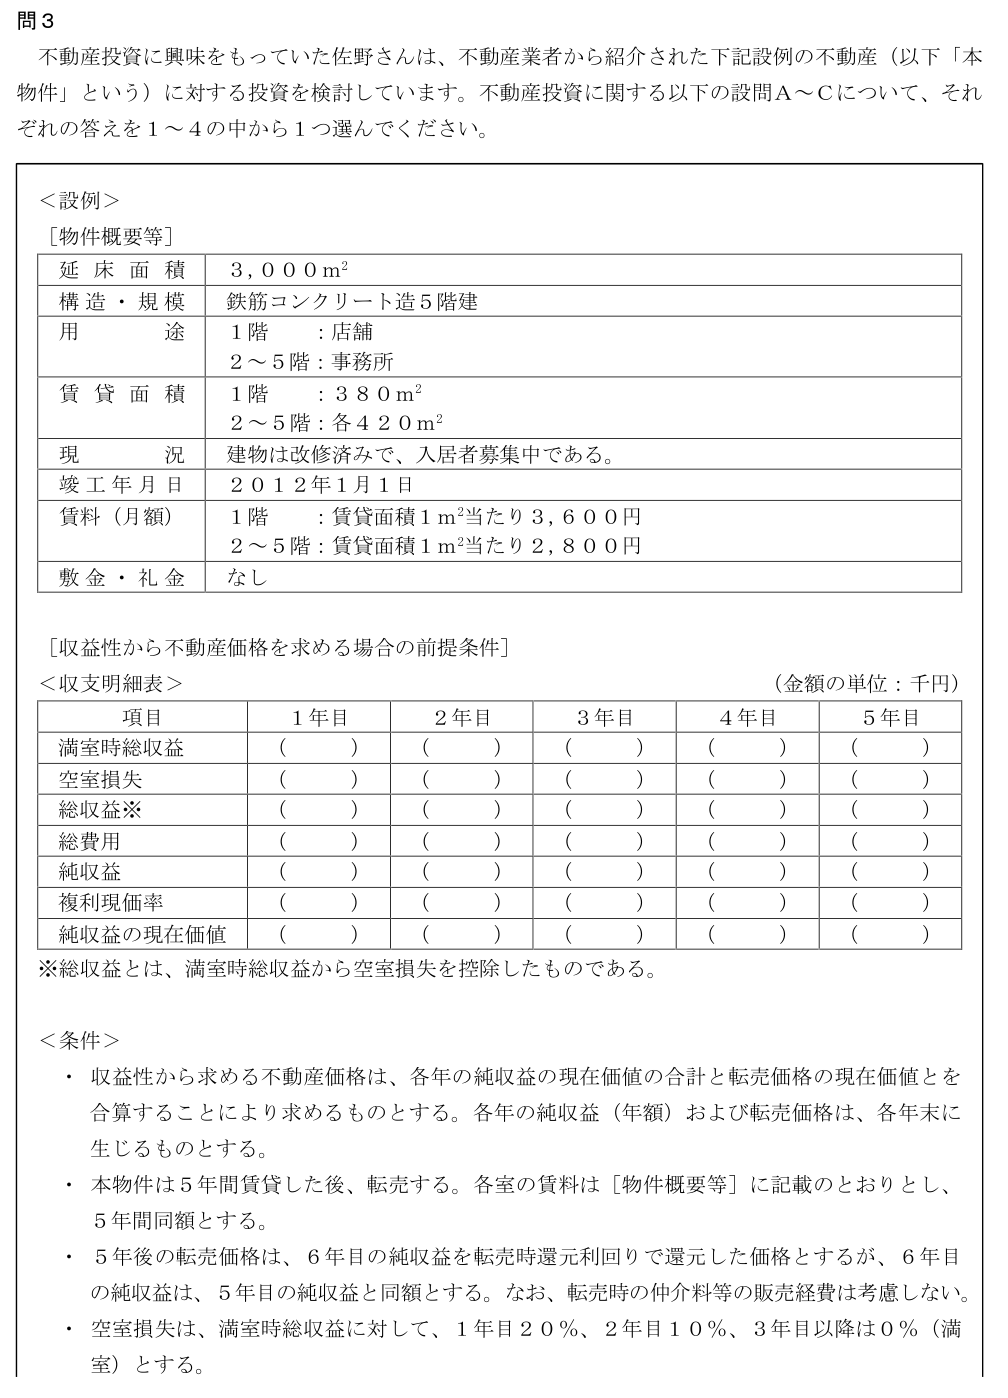 問３
不動産投資に興味をもっていた佐野さんは、不動産業者から紹介された下記設例の不動産（以下「本
物件」という）に対する投資を検討しています。不動産投資に関する以下の設問Ａ～Ｃについて、それ
ぞれの答えを１～４の中から１つ選んでください。
＜設例＞
［物件概要等］
延床面積 ３,０００m²
構造・規模 鉄筋コンクリート造５階建
用途 １階　　：店舗
２～５階：事務所
賃貸面積 １階　　：３８０m²
２～５階：各４２０m²
現況 建物は改修済みで、入居者募集中である。
竣工年月日 ２０１２年１月１日
賃料（月額） １階　　：賃貸面積１m²当たり３,６００円
２～５階：賃貸面積１m²当たり２,８００円
敷金・礼金 なし
［収益性から不動産価格を求める場合の前提条件］
＜収支明細表＞ （金額の単位：千円）
項目 １年目 ２年目 ３年目 ４年目 ５年目
満室時総収益 （　　） （　　） （　　） （　　） （　　）
空室損失 （　　） （　　） （　　） （　　） （　　）
総収益※ （　　） （　　） （　　） （　　） （　　）
総費用 （　　） （　　） （　　） （　　） （　　）
純収益 （　　） （　　） （　　） （　　） （　　）
複利現価率 （　　） （　　） （　　） （　　） （　　）
純収益の現在価値 （　　） （　　） （　　） （　　） （　　）
※総収益とは、満室時総収益から空室損失を控除したものである。
＜条件＞
・ 収益性から求める不動産価格は、各年の純収益の現在価値の合計と転売価格の現在価値とを
合算することにより求めるものとする。各年の純収益（年額）および転売価格は、各年末に
生じるものとする。
・ 本物件は５年間賃貸した後、転売する。各室の賃料は［物件概要等］に記載のとおりとし、
５年間同額とする。
・ ５年後の転売価格は、６年目の純収益を転売時還元利回りで還元した価格とするが、６年目
の純収益は、５年目の純収益と同額とする。なお、転売時の仲介料等の販売経費は考慮しない。
・ 空室損失は、満室時総収益に対して、１年目２０％、２年目１０％、３年目以降は０％（満
室）とする。